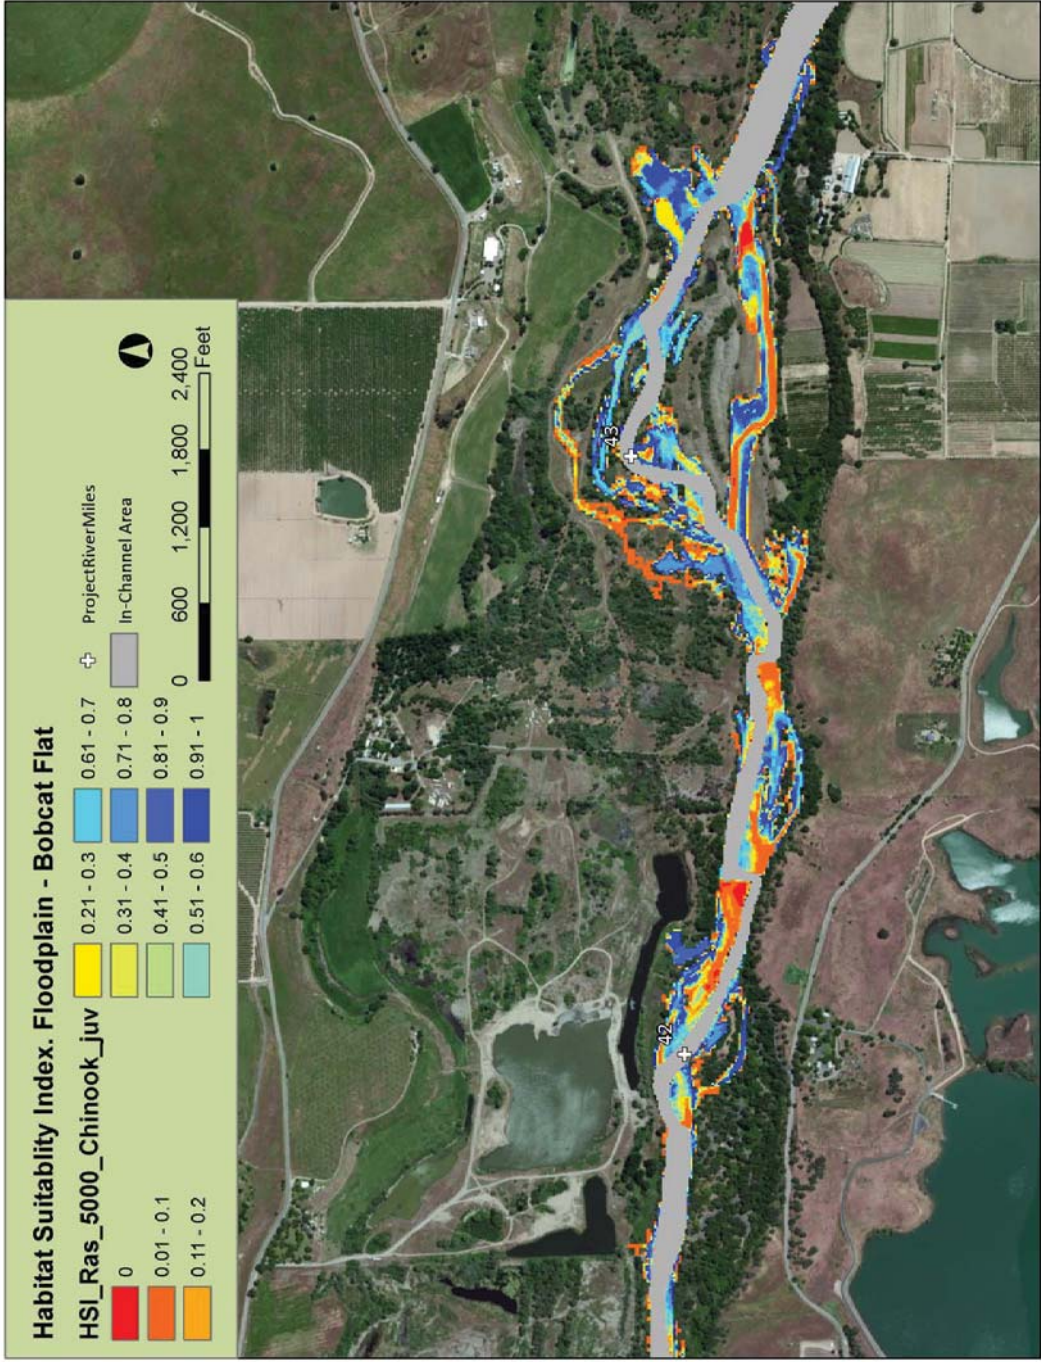 Habitat Suitablity Index. Floodplain - Bobcat Flat
HSI_Ras_5000_Chinook_juv
0
0.01 - 0.1
0.11 - 0.2
0.21 - 0.3
0.31 - 0.4
0.41 - 0.5
0.51 - 0.6
0.61 - 0.7
0.71 - 0.8
0.81 - 0.9
0.91 - 1
ProjectRiverMiles
In-Channel Area
0 600 1,200 1,800 2,400
Feet
42
43